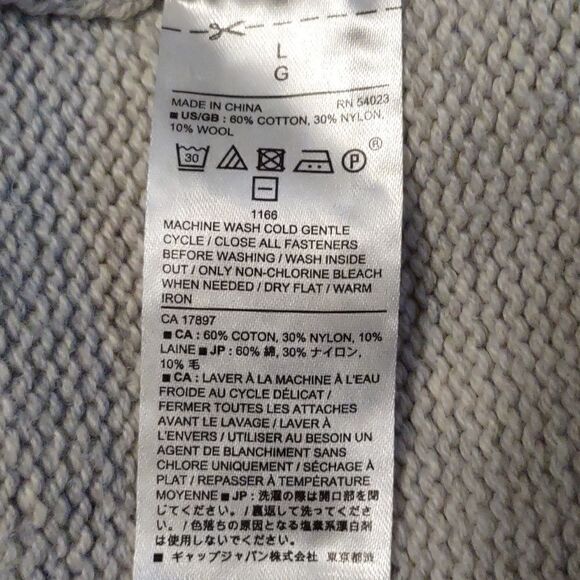 L
G
MADE IN CHINA RN 54023
■ US/GB : 60% COTTON, 30% NYLON,
10% WOOL
30 P ®
1166
MACHINE WASH COLD GENTLE
CYCLE / CLOSE ALL FASTENERS
BEFORE WASHING / WASH INSIDE
OUT / ONLY NON-CHLORINE BLEACH
WHEN NEEDED / DRY FLAT / WARM
IRON
CA 17897
■ CA : 60% COTON, 30% NYLON, 10%
LAINE ■ JP : 60% 綿, 30% ナイロン,
10% 毛
■ CA : LAVER À LA MACHINE À L'EAU
FROIDE AU CYCLE DÉLICAT /
FERMER TOUTES LES ATTACHES
AVANT LE LAVAGE / LAVER À
L'ENVERS / UTILISER AU BESOIN UN
AGENT DE BLANCHIMENT SANS
CHLORE UNIQUEMENT / SÉCHAGE À
PLAT / REPASSER À TEMPÉRATURE
MOYENNE ■ JP : 洗濯の際は開口部を閉
じてください。/ 裏返して洗ってくださ
い。/ 色落ちの原因となる塩素系漂白剤
は使用しないでください。
■ ギャップジャパン株式会社 東京都渋